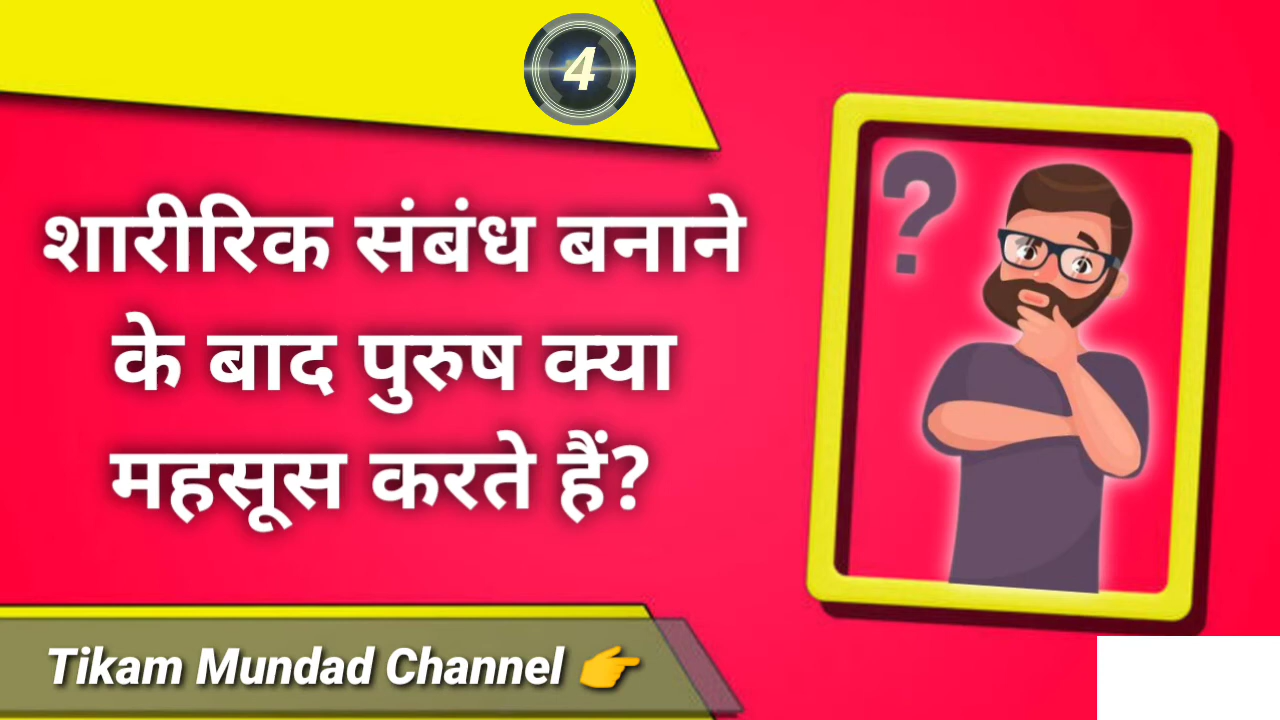 4
शारीरिक संबंध बनाने
के बाद पुरुष क्या
महसूस करते हैं?
?
Tikam Mundad Channel 👉